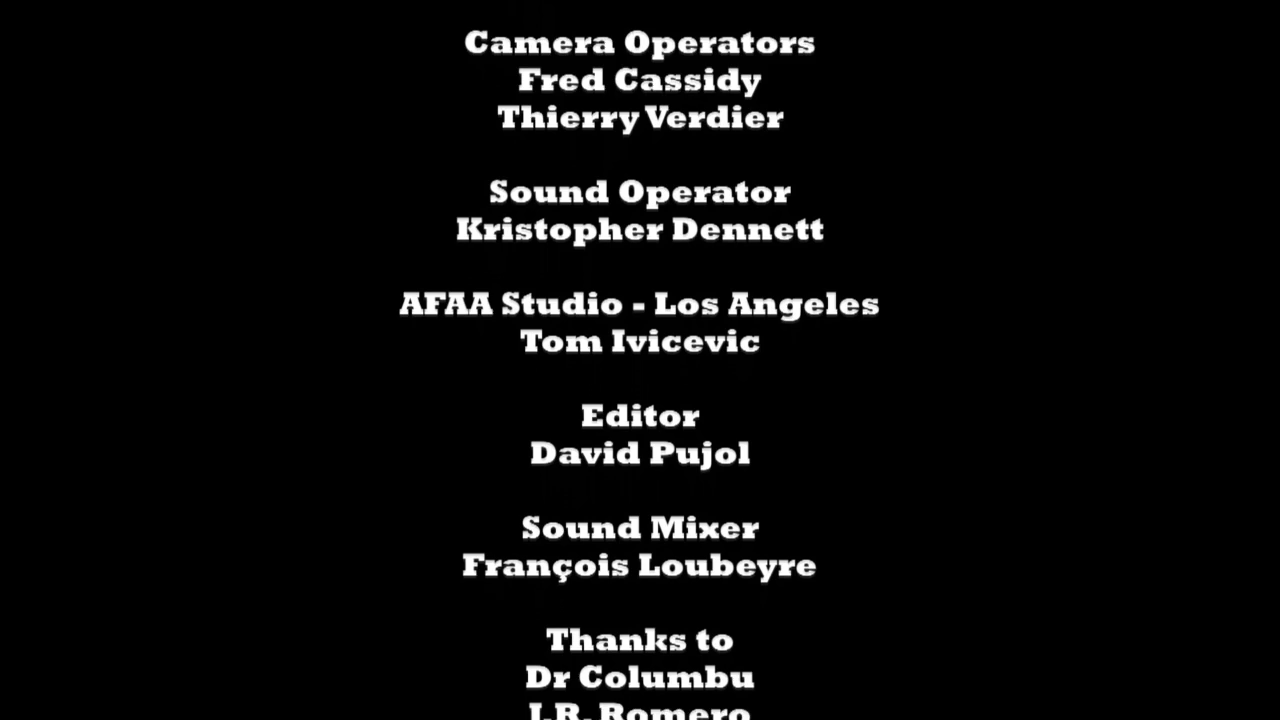 Camera Operators
Fred Cassidy
Thierry Verdier
Sound Operator
Kristopher Dennett
AFAA Studio - Los Angeles
Tom Ivicevic
Editor
David Pujol
Sound Mixer
François Loubeyre
Thanks to
Dr Columbu
Romero